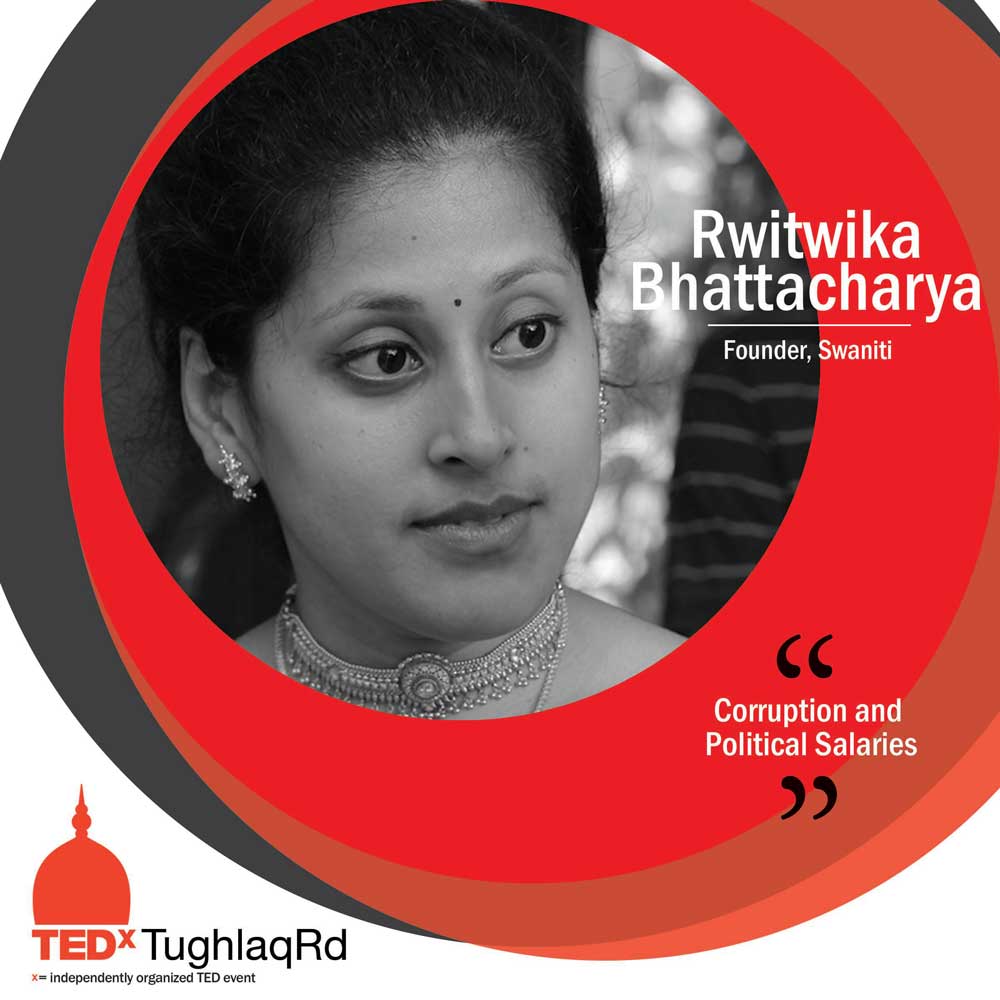 Rwitwika
Bhattacharya
Founder, Swaniti
“
Corruption and
Political Salaries
”
TEDx TughlaqRd
x= independently organized TED event